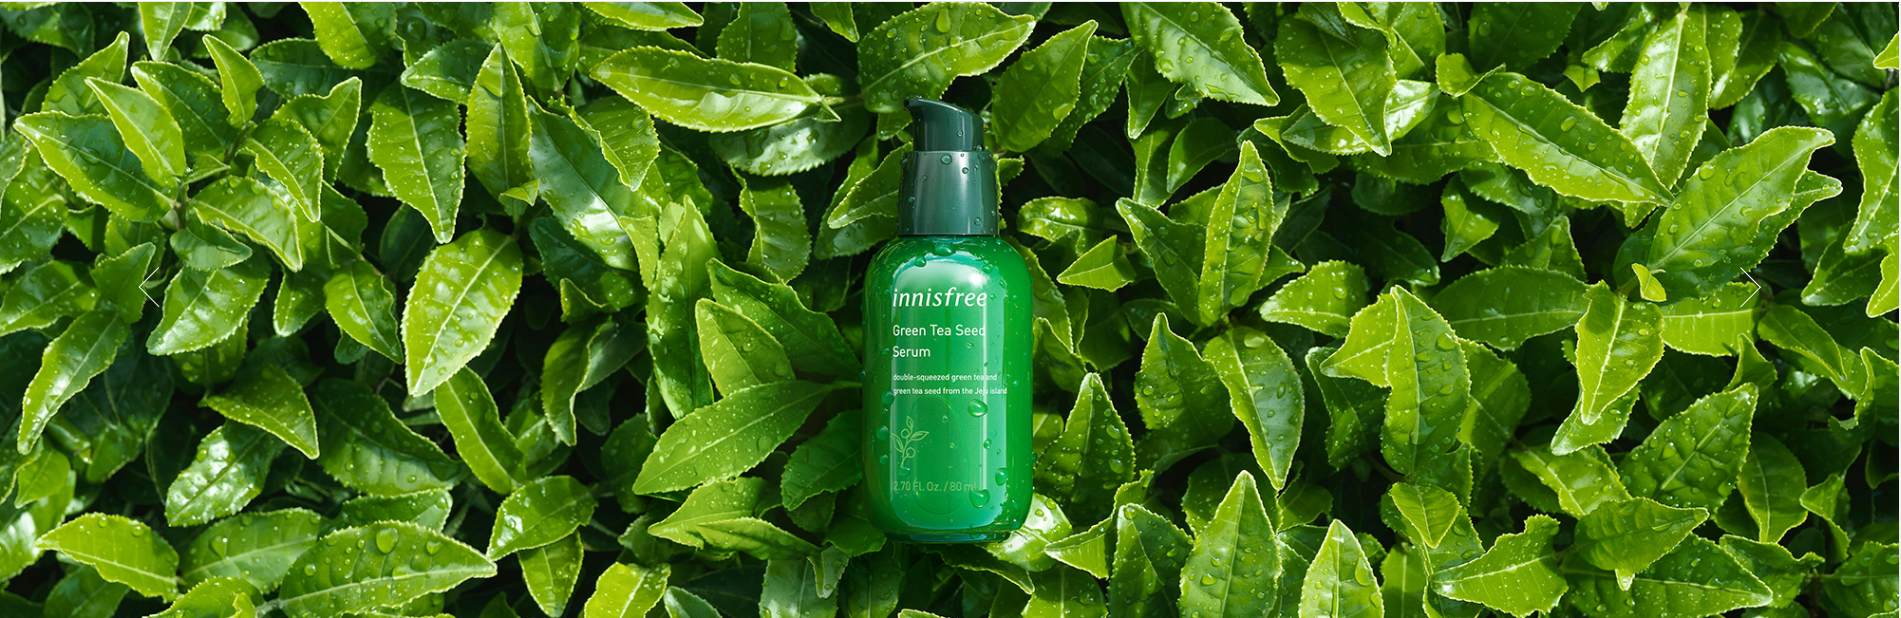 innisfree
Green Tea Seed
Serum
double-squeezed green tea and
green tea seed from the Jeju island
2.70 FL.Oz. / 80 ml